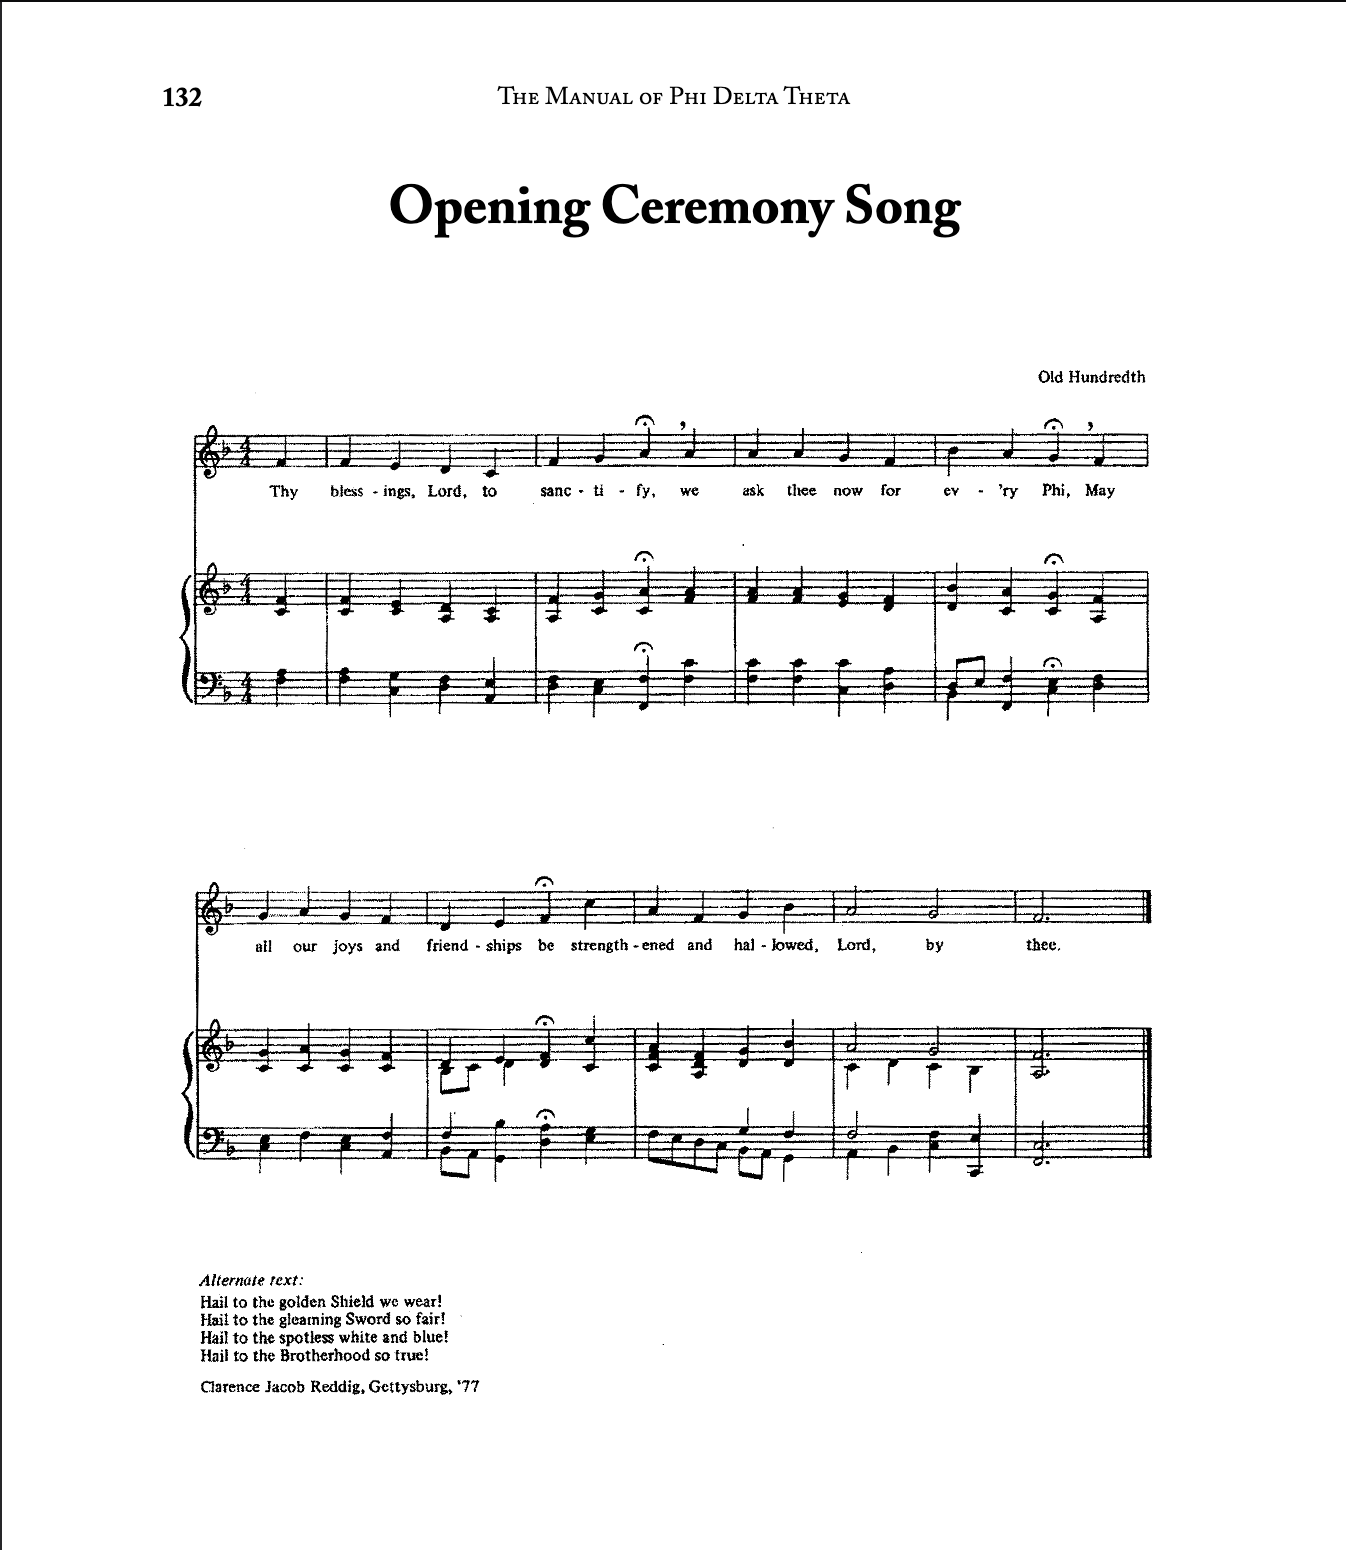 132
The Manual of Phi Delta Theta
Opening Ceremony Song
Old Hundredth
Thy bless - ings, Lord, to sanc - ti - fy, we ask thee now for ev - 'ry Phi, May
all our joys and friend - ships be strength - ened and hal - lowed, Lord, by thee.
Alternate text:
Hail to the golden Shield we wear!
Hail to the gleaming Sword so fair!
Hail to the spotless white and blue!
Hail to the Brotherhood so true!
Clarence Jacob Reddig, Gettysburg, '77